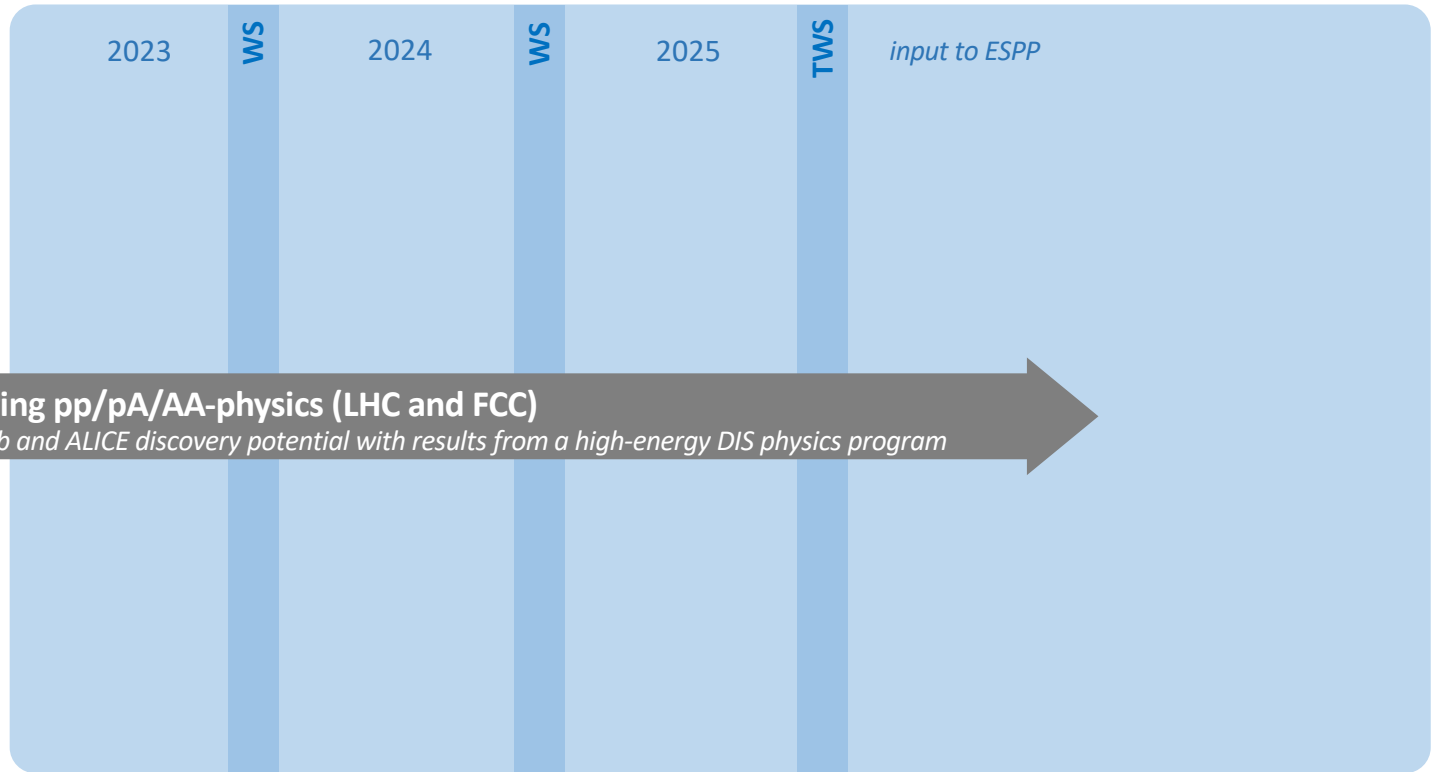 2023 WS 2024 WS 2025 TWS input to ESPP
ing pp/pA/AA-physics (LHC and FCC)
b and ALICE discovery potential with results from a high-energy DIS physics program